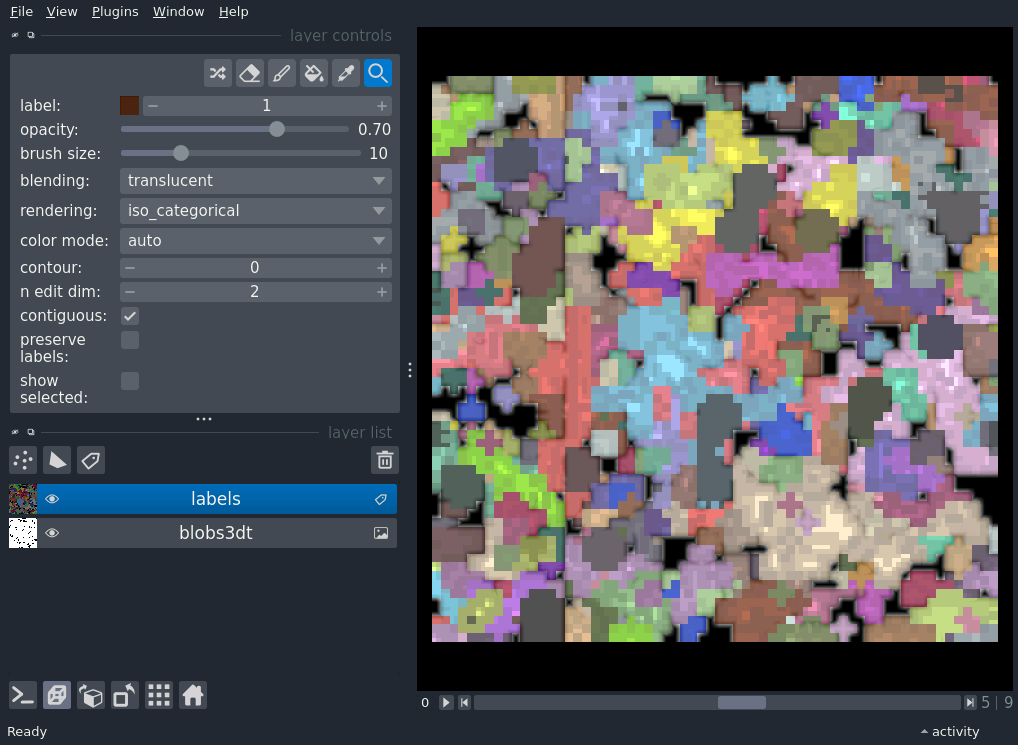 File View Plugins Window Help
layer controls
label: 1
opacity: 0.70
brush size: 10
blending: translucent
rendering: iso_categorical
color mode: auto
contour: 0
n edit dim: 2
contiguous:
preserve
labels:
show
selected:
layer list
labels
blobs3dt
0 5 | 9
Ready activity